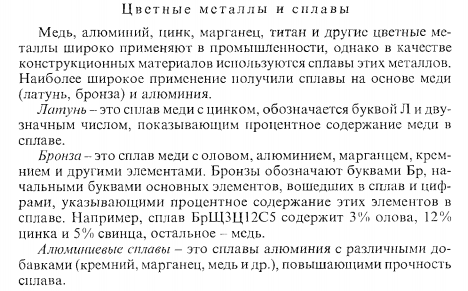 Цветные металлы и сплавы
Медь, алюминий, цинк, марганец, титан и другие цветные ме-
таллы широко применяют в промышленности, однако в качестве
конструкционных материалов используются сплавы этих металлов.
Наиболее широкое применение получили сплавы на основе меди
(латунь, бронза) и алюминия.
Латунь – это сплав меди с цинком, обозначается буквой Л и дву-
значным числом, показывающим процентное содержание меди в
сплаве.
Бронза – это сплав меди с оловом, алюминием, марганцем, крем-
нием и другими элементами. Бронзы обозначают буквами Бр, на-
чальными буквами основных элементов, вошедших в сплав и циф-
рами, указывающими процентное содержание этих элементов в
сплаве. Например, сплав БрЩЗЦ12С5 содержит 3% олова, 12%
цинка и 5% свинца, остальное – медь.
Алюминиевые сплавы – это сплавы алюминия с различными до-
бавками (кремний, марганец, медь и др.), повышающими прочность
сплава.